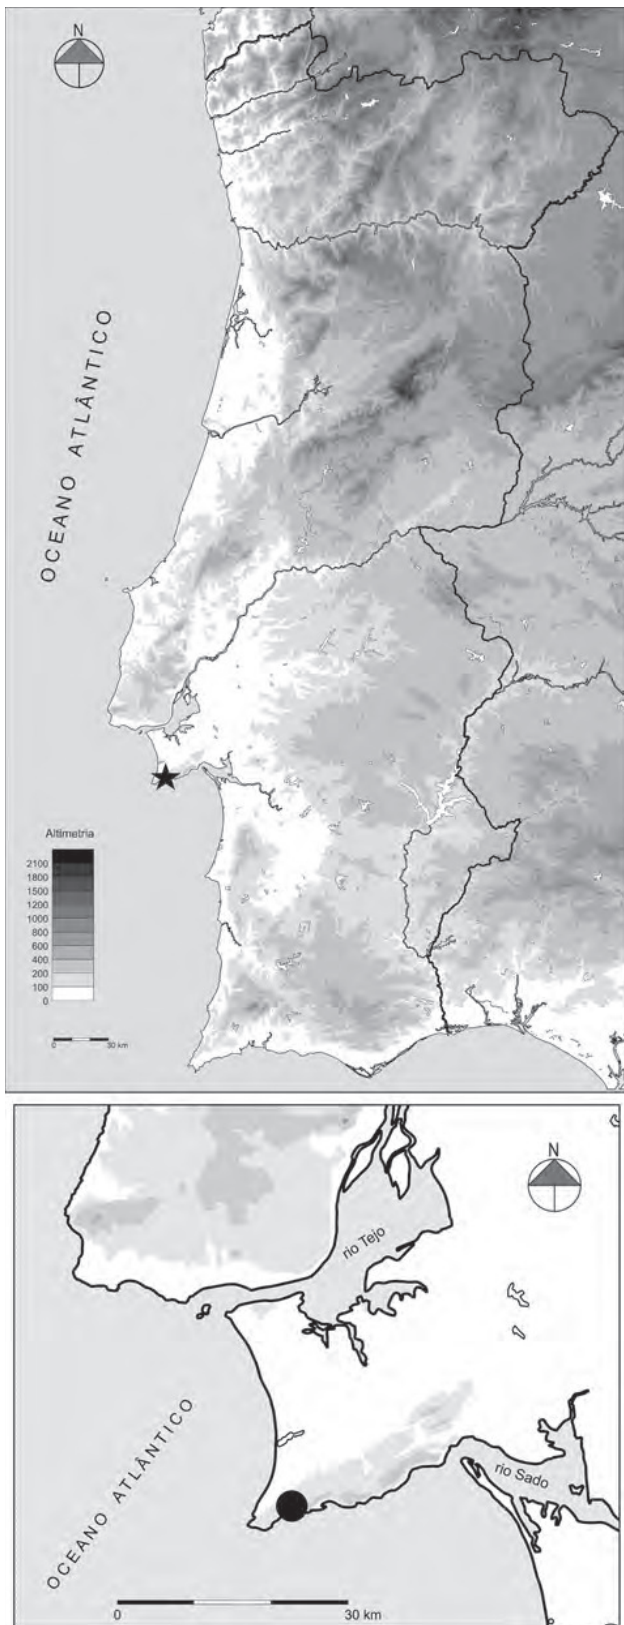 N
OCEANO ATLÂNTICO
Altimetria
2100
1800
1500
1200
1000
800
600
400
200
100
0
0 30 km
N
rio Tejo
OCEANO ATLÂNTICO
rio Sado
0 30 km